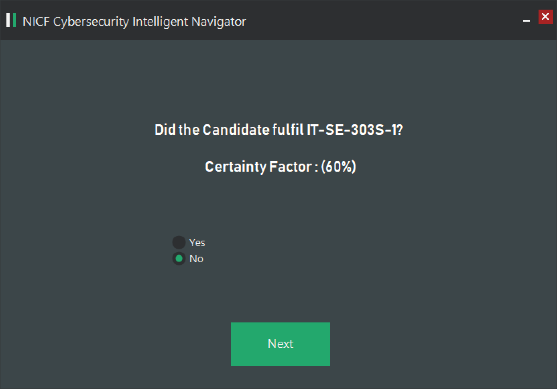 NICF Cybersecurity Intelligent Navigator
Did the Candidate fulfil IT-SE-303S-1?
Certainty Factor : (60%)
Yes
No
Next